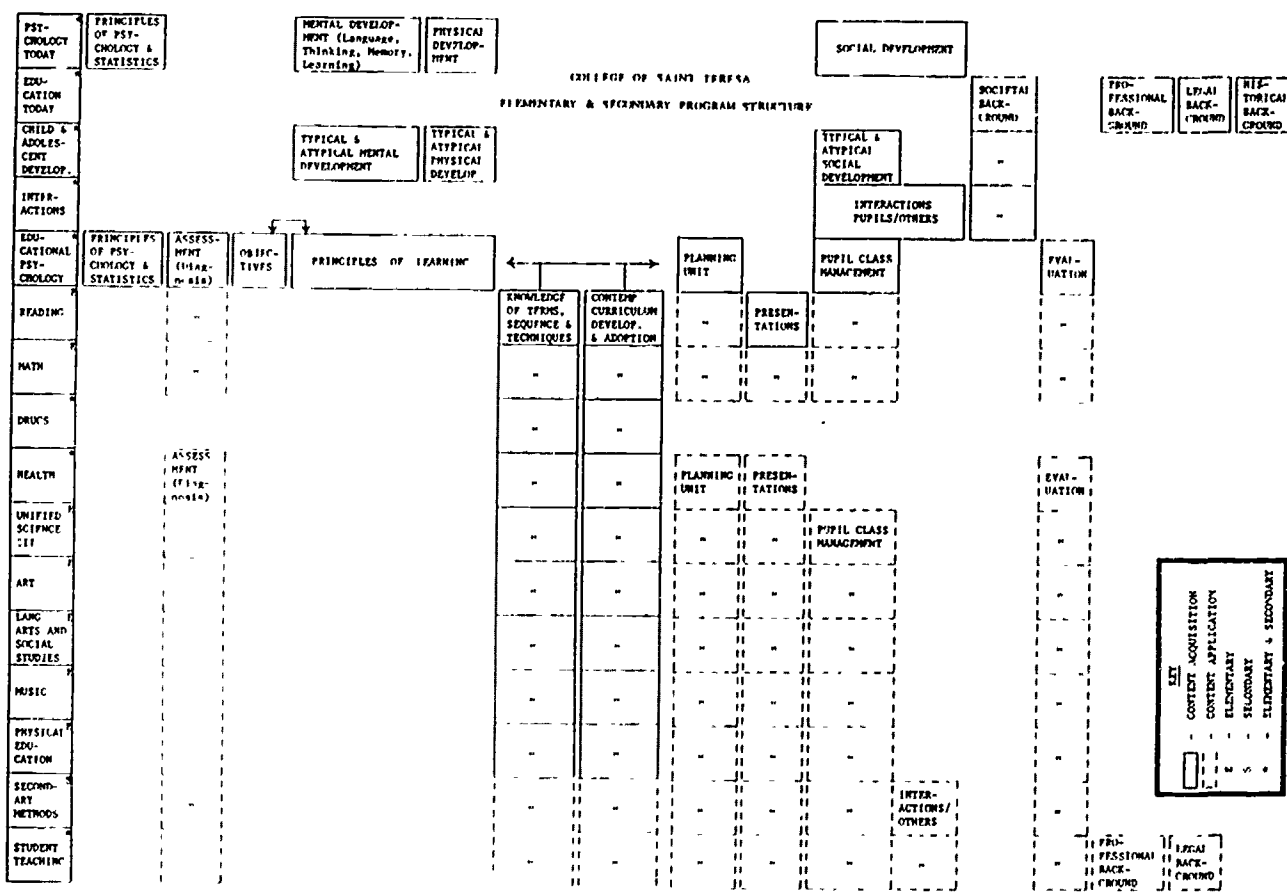 PSY-
CHOLOGY
TODAY
PRINCIPLES
OF PSY-
CHOLOGY &
STATISTICS
MENTAL DEVELOP-
MENT (Language,
Thinking, Memory,
Learning)
PHYSICAL
DEVELOP-
MENT
SOCIAL DEVELOPMENT
COLLEGE OF SAINT TERESA
ELEMENTARY & SECONDARY PROGRAM STRUCTURE
EDU-
CATION
TODAY
SOCIETAL
BACK-
GROUND
PRO-
FESSIONAL
BACK-
GROUND
LEGAL
BACK-
GROUND
HIS-
TORICAL
BACK-
GROUND
CHILD &
ADOLES-
CENT
DEVELOP.
TYPICAL &
ATYPICAL MENTAL
DEVELOPMENT
TYPICAL &
ATYPICAL
PHYSICAL
DEVELOP
TYPICAL &
ATYPICAL
SOCIAL
DEVELOPMENT
"
INTER-
ACTIONS
INTERACTIONS
PUPILS/OTHERS
"
EDU-
CATIONAL
PSY-
CHOLOGY
PRINCIPLES
OF PSY-
CHOLOGY &
STATISTICS
ASSESS-
MENT
(Diag-
nosis)
OBJEC-
TIVES
PRINCIPLES OF LEARNING
PLANNING
UNIT
PUPIL CLASS
MANAGEMENT
EVAL-
UATION
READING
"
KNOWLEDGE
OF TERMS,
SEQUENCE &
TECHNIQUES
CONTEMP
CURRICULUM
DEVELOP.
& ADOPTION
"
PRESEN-
TATIONS
"
"
MATH
" " " " " " "
DRUGS
" "
HEALTH
ASSESS
MENT
(Diag-
nosis)
" "
PLANNING
UNIT
PRESEN-
TATIONS
EVAL-
UATION
UNIFIED
SCIENCE
III
" " " "
PUPIL CLASS
MANAGEMENT
"
ART
" " " " " "
LANG
ARTS AND
SOCIAL
STUDIES
" " " " " "
MUSIC
" " " " " "
PHYSICAL
EDU-
CATION
" " " " " "
SECOND-
ARY
METHODS
" " " " " "
INTER-
ACTIONS/
OTHERS
"
STUDENT
TEACHING
" " " " " " "
PRO-
FESSIONAL
BACK-
GROUND
LEGAL
BACK-
GROUND
KEY
- CONTENT ACQUISITION
- CONTENT APPLICATION
E - ELEMENTARY
S - SECONDARY
* - ELEMENTARY & SECONDARY